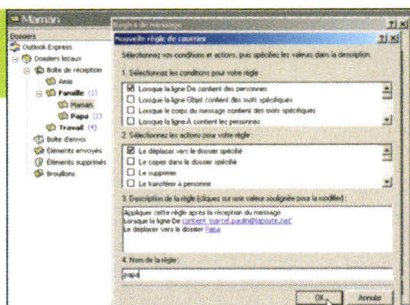 Maman
Dossiers
Outlook Express
Dossiers locaux
Boîte de réception
Amis
Famille (1)
Maman
Papa (1)
Travail (4)
Boîte d'envoi
Éléments envoyés
Éléments supprimés
Brouillons
Règles de message
Nouvelle règle de courrier
Sélectionnez vos conditions et actions, puis spécifiez les valeurs dans la description.
1. Sélectionnez les conditions pour votre règle :
Lorsque la ligne De contient des personnes
Lorsque la ligne Objet contient des mots spécifiques
Lorsque le corps du message contient des mots spécifiques
Lorsque la ligne À contient les personnes
2. Sélectionnez les actions pour votre règle :
Le déplacer vers le dossier spécifié
Le copier dans le dossier spécifié
Le supprimer
Le transférer à personne
3. Description de la règle (cliquez sur une valeur soulignée pour la modifier) :
Appliquer cette règle après la réception du message
Lorsque la ligne De contient 'marcel.paulin@laposte.net'
Le déplacer vers le dossier Papa
4. Nom de la règle :
papa
OK
Annuler